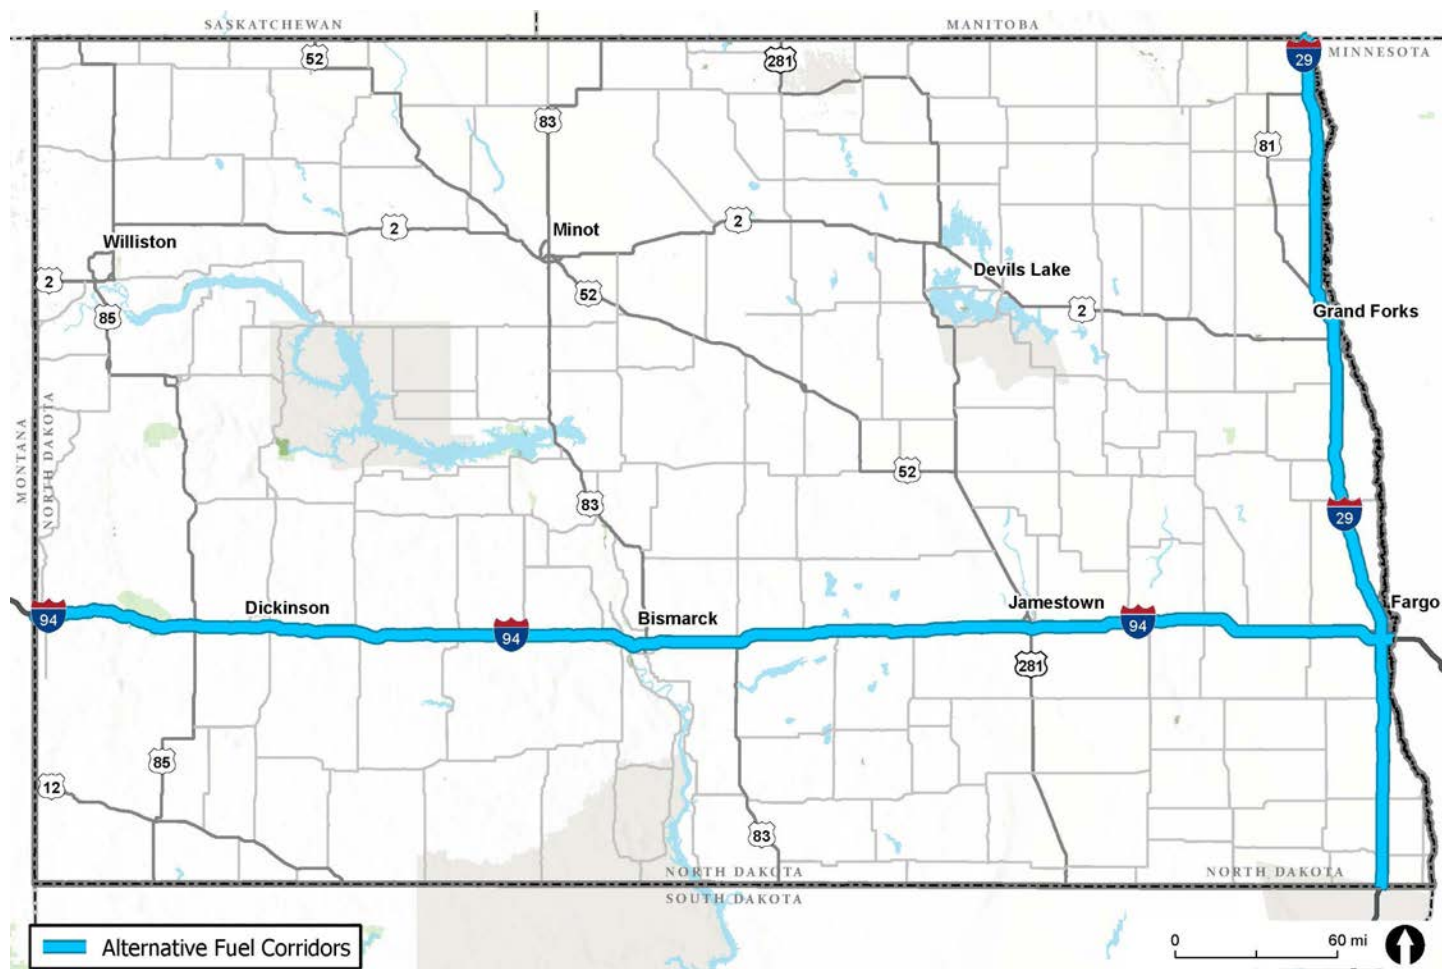 SASKATCHEWAN
MANITOBA
MINNESOTA
52
281
29
83
81
2
2
Williston
Minot
Devils Lake
2
52
85
2
Grand Forks
MONTANA
NORTH DAKOTA
52
83
29
94
Dickinson
94
Bismarck
Jamestown
94
Fargo
281
85
12
83
NORTH DAKOTA
NORTH DAKOTA
SOUTH DAKOTA
Alternative Fuel Corridors
0
60 mi